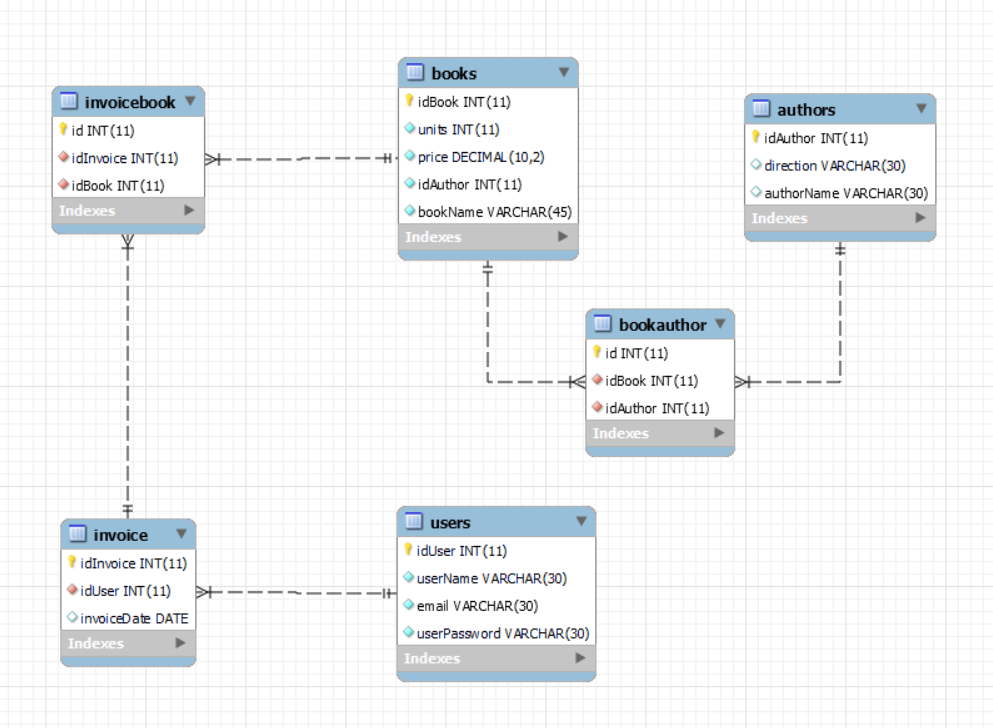 books
idBook INT(11)
units INT(11)
price DECIMAL(10,2)
idAuthor INT(11)
bookName VARCHAR(45)
Indexes
invoicebook
id INT(11)
idInvoice INT(11)
idBook INT(11)
Indexes
authors
idAuthor INT(11)
direction VARCHAR(30)
authorName VARCHAR(30)
Indexes
bookauthor
id INT(11)
idBook INT(11)
idAuthor INT(11)
Indexes
invoice
idInvoice INT(11)
idUser INT(11)
invoiceDate DATE
Indexes
users
idUser INT(11)
userName VARCHAR(30)
email VARCHAR(30)
userPassword VARCHAR(30)
Indexes